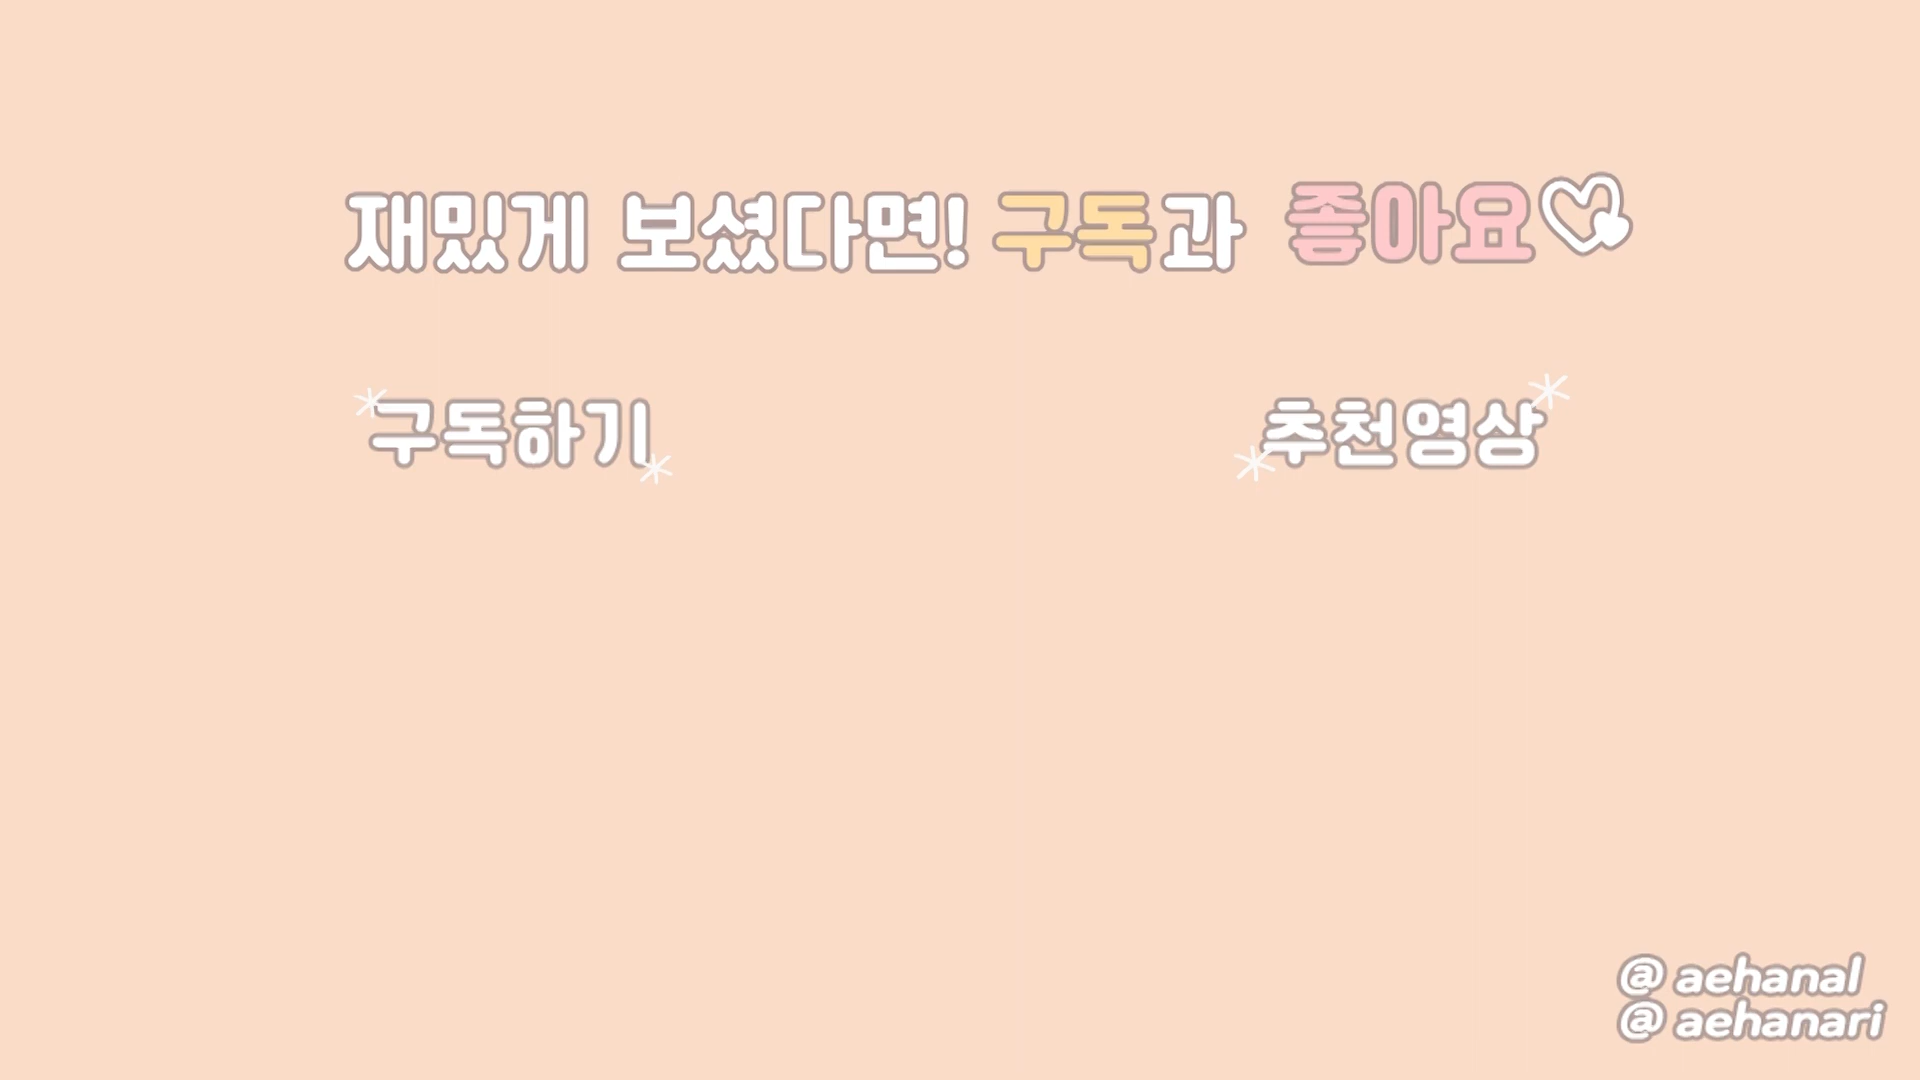 재밌게 보셨다면! 구독과 좋아요
구독하기
추천영상
@ aehanal
@ aehanari